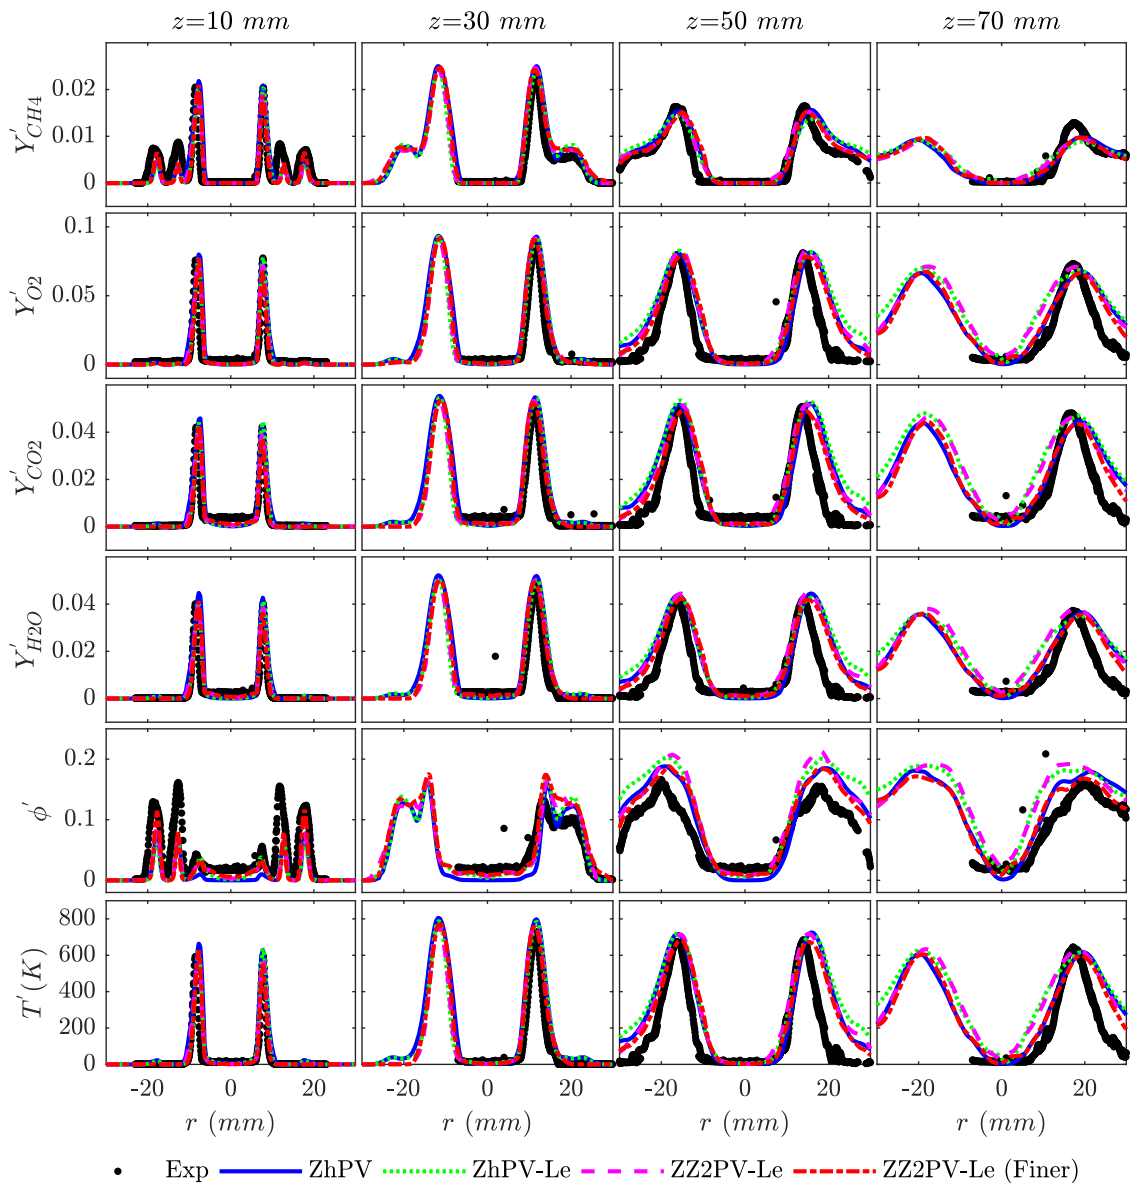 z=10 mm z=30 mm z=50 mm z=70 mm
0.02
0.01
0
Y'CH4
0.1
0.05
0
Y'O2
0.04
0.02
0
Y'CO2
0.04
0.02
0
Y'H2O
0.2
0.1
0
ϕ'
800
600
400
200
0
T'(K)
-20 0 20 -20 0 20 -20 0 20 -20 0 20
r (mm) r (mm) r (mm) r (mm)
Exp ZhPV ZhPV-Le ZZ2PV-Le ZZ2PV-Le (Finer)